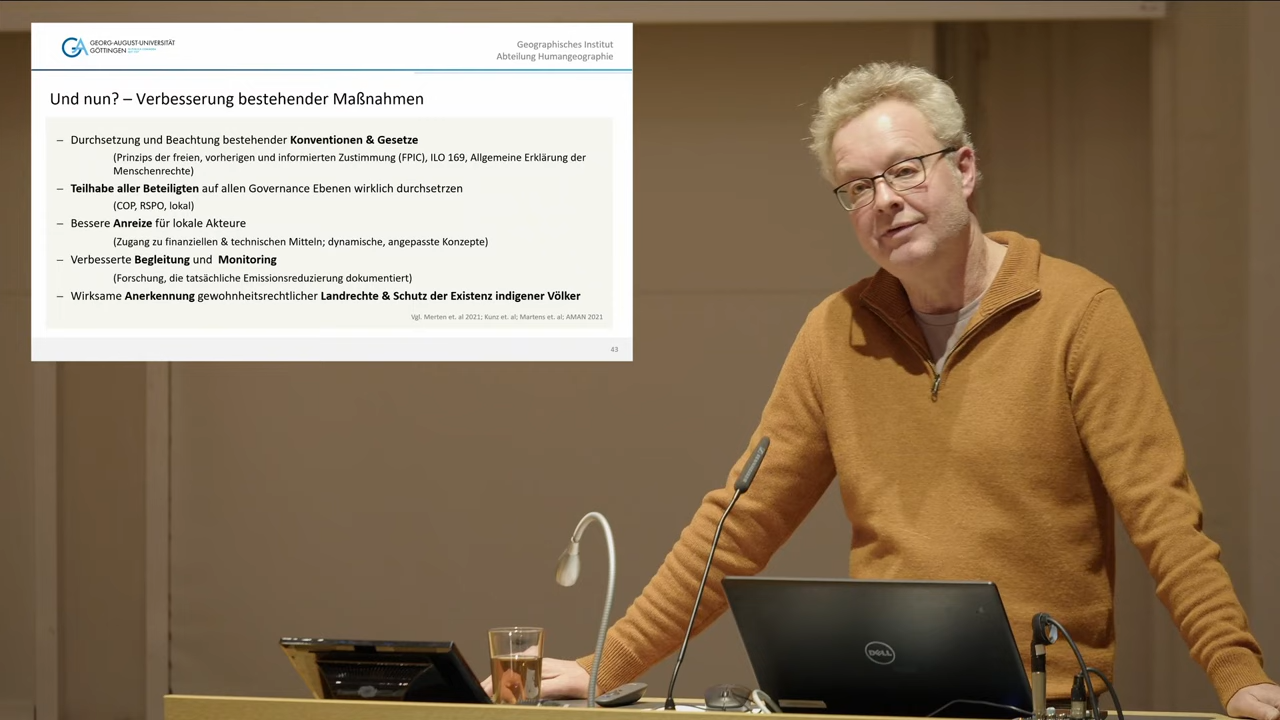 GEORG-AUGUST-UNIVERSITÄT
GÖTTINGEN
Geographisches Institut
Abteilung Humangeographie
Und nun? – Verbesserung bestehender Maßnahmen
– Durchsetzung und Beachtung bestehender Konventionen & Gesetze
(Prinzips der freien, vorherigen und informierten Zustimmung (FPIC), ILO 169, Allgemeine Erklärung der
Menschenrechte)
– Teilhabe aller Beteiligten auf allen Governance Ebenen wirklich durchsetzen
(COP, RSPO, lokal)
– Bessere Anreize für lokale Akteure
(Zugang zu finanziellen & technischen Mitteln; dynamische, angepasste Konzepte)
– Verbesserte Begleitung und Monitoring
(Forschung, die tatsächliche Emissionsreduzierung dokumentiert)
– Wirksame Anerkennung gewohnheitsrechtlicher Landrechte & Schutz der Existenz indigener Völker
Vgl. Merten et. al 2021; Kunz et. al; Martens et. al; AMAN 2021
43
DELL